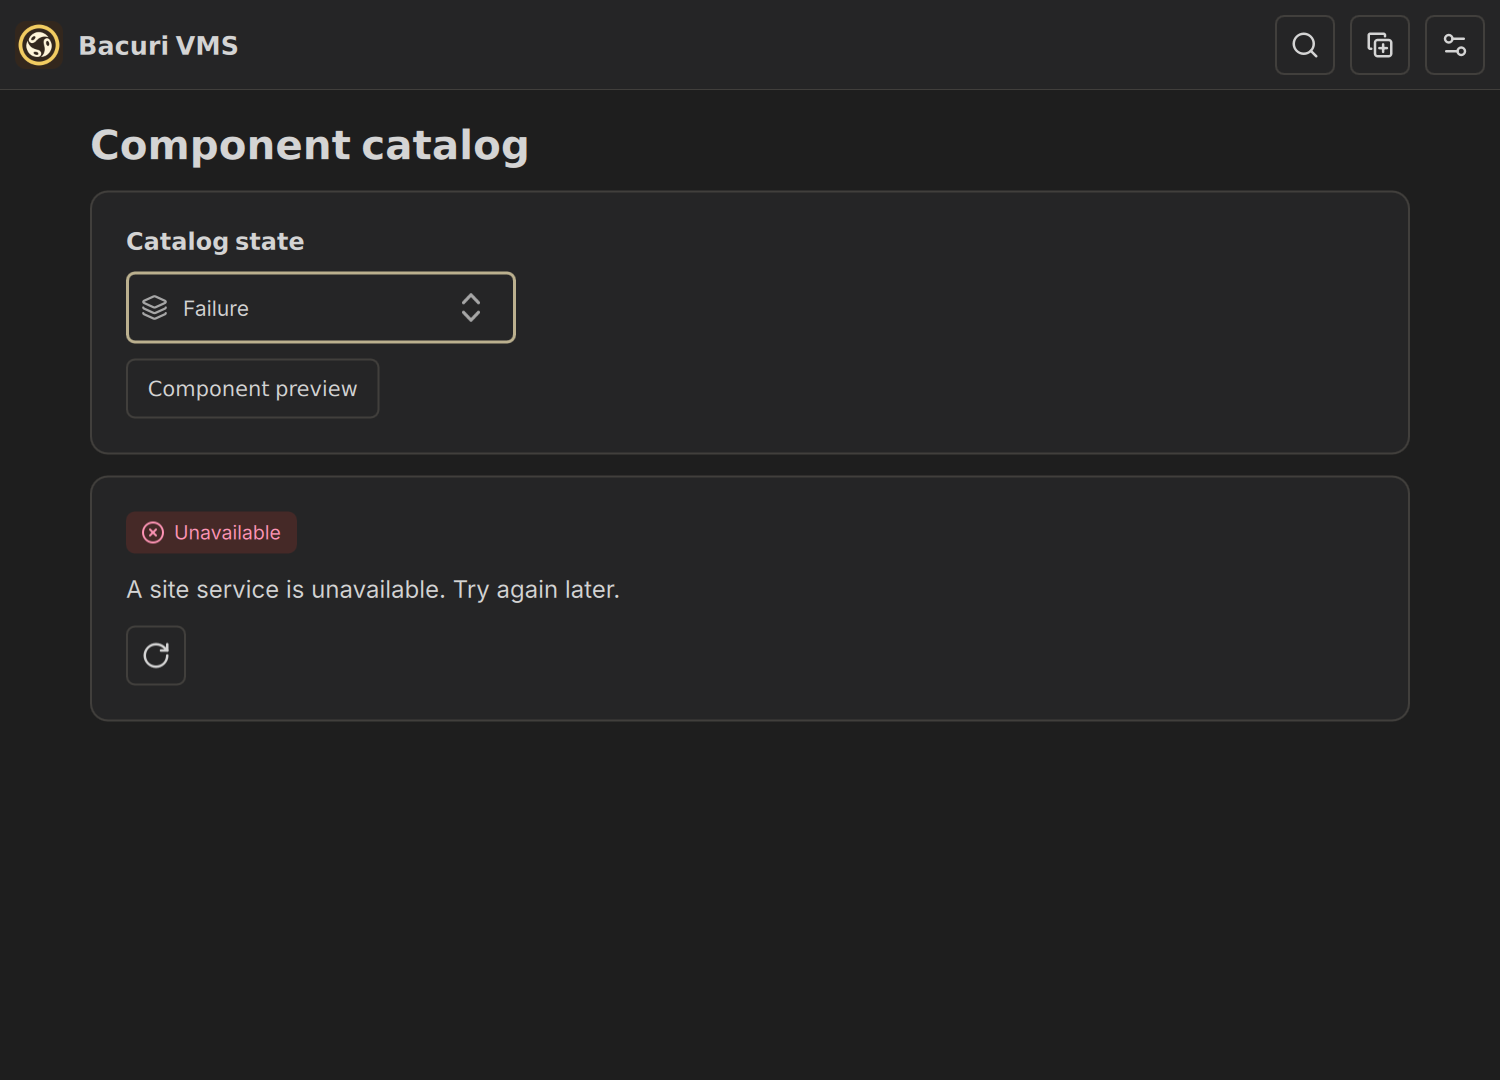 Bacuri VMS
Component catalog
Catalog state
Failure
Component preview
Unavailable
A site service is unavailable. Try again later.